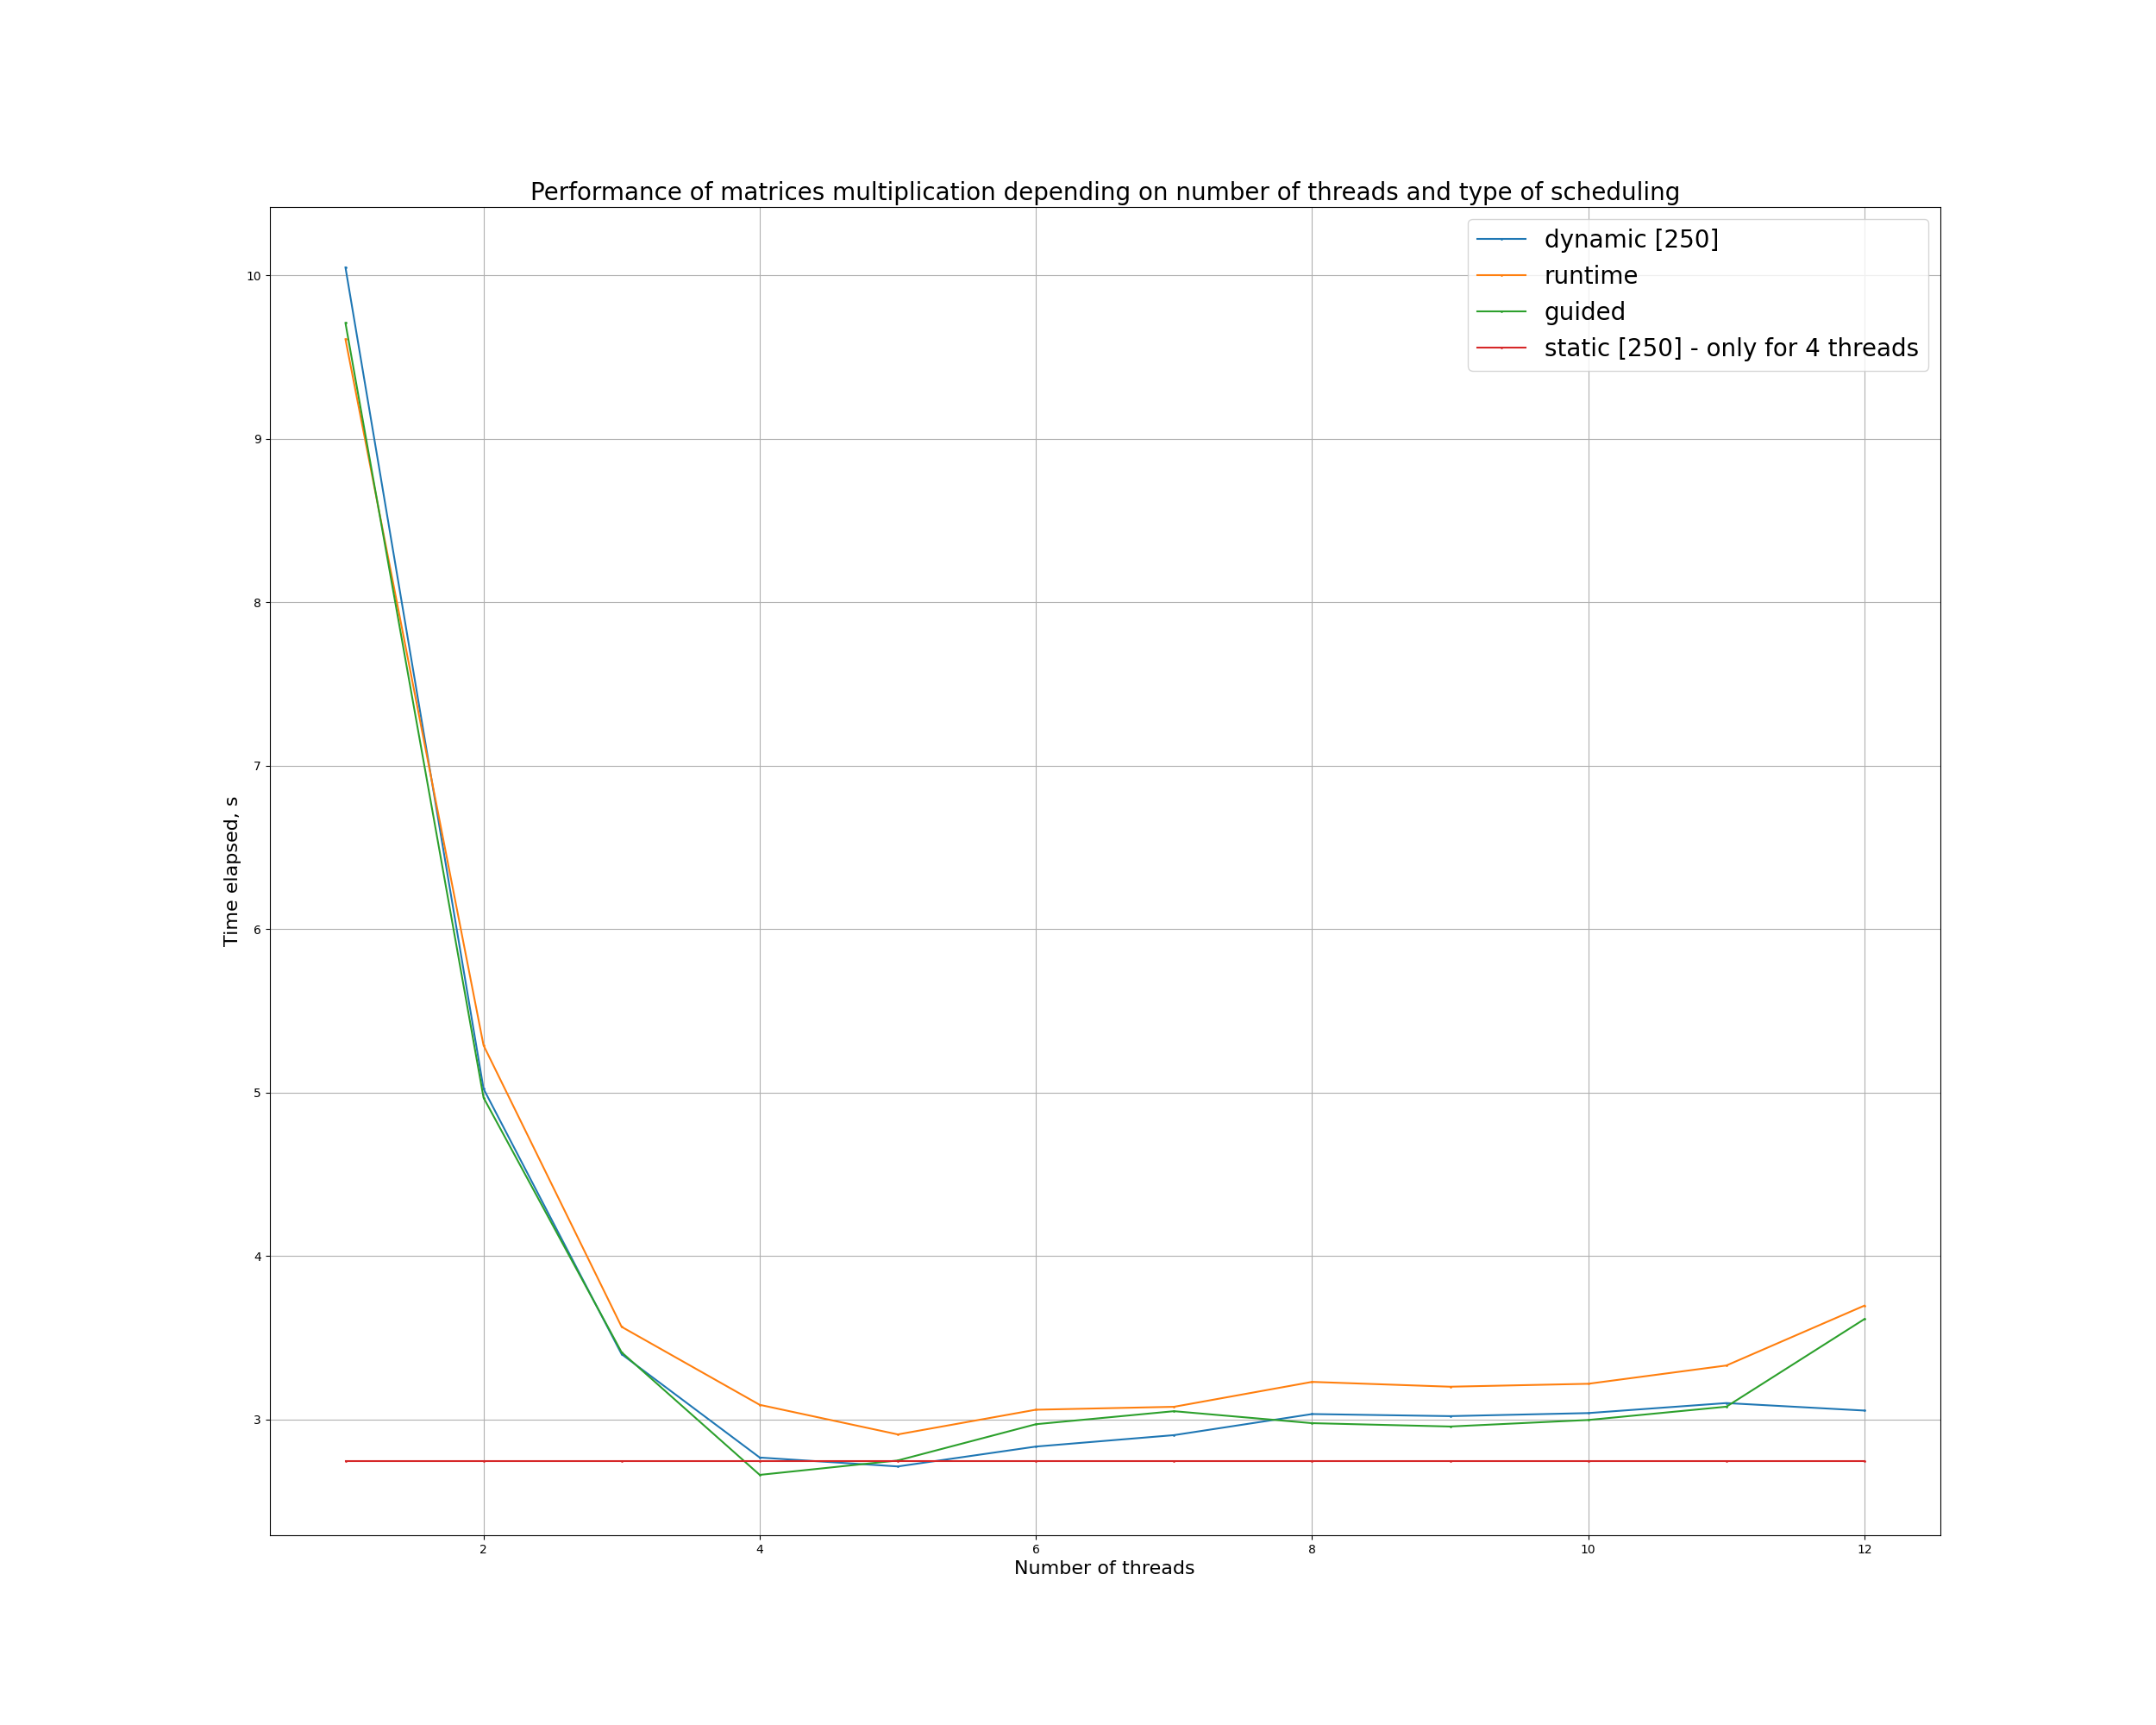 Performance of matrices multiplication depending on number of threads and type of scheduling
dynamic [250]
runtime
guided
static [250] - only for 4 threads
10
9
8
7
6
5
4
3
Time elapsed, s
2
4
6
8
10
12
Number of threads